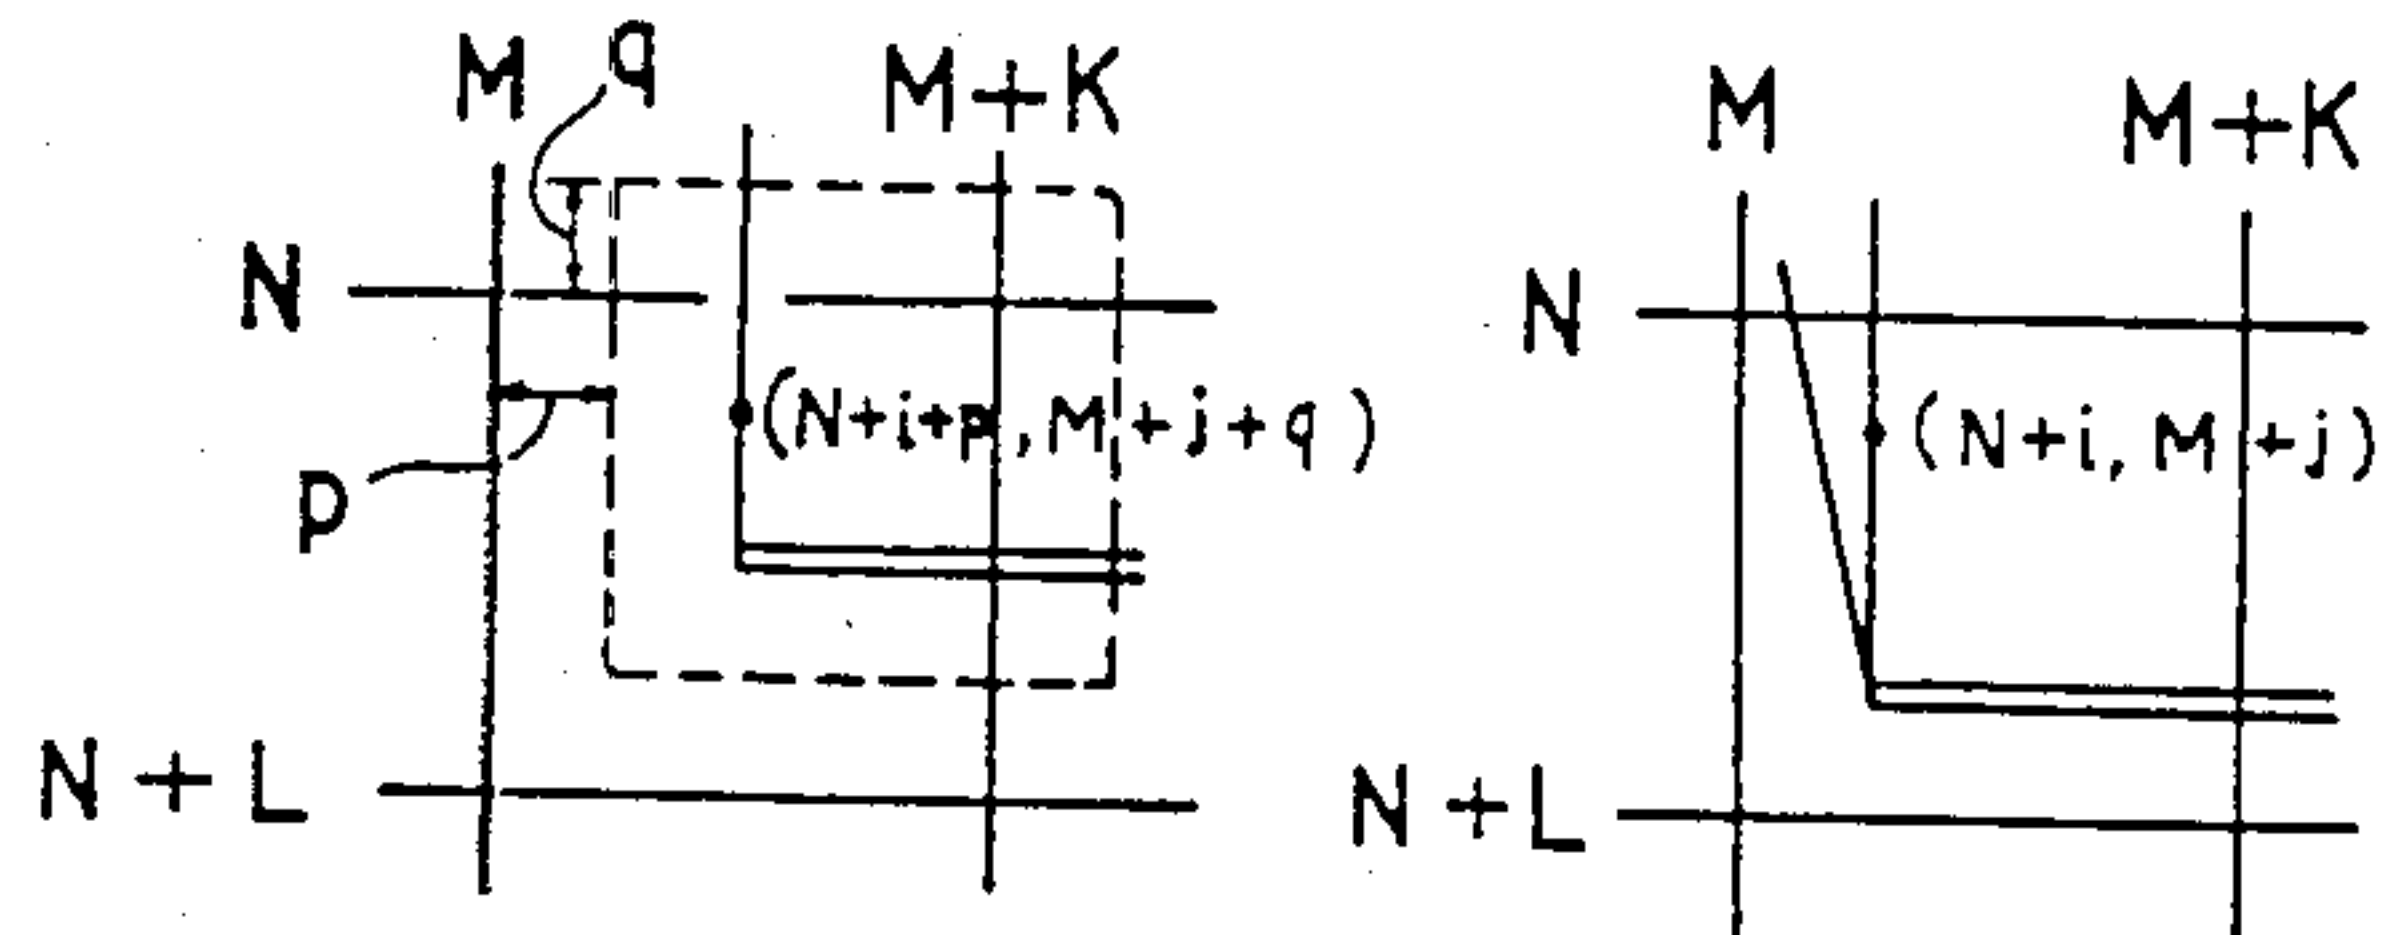 M q M+K
N
(N+i+p, M+j+q)
p
N+L
M M+K
N
(N+i, M+j)
N+L